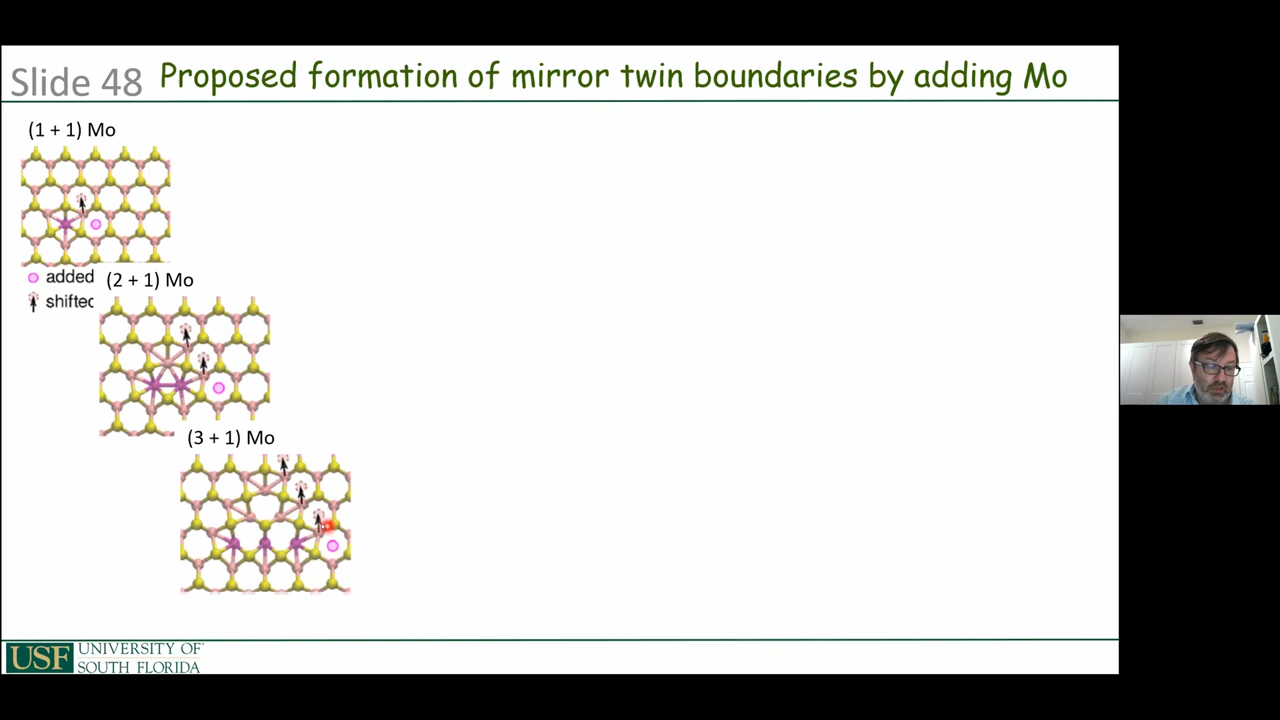 Slide 48 Proposed formation of mirror twin boundaries by adding Mo
(1 + 1) Mo
added
shifted
(2 + 1) Mo
(3 + 1) Mo
USF UNIVERSITY OF
SOUTH FLORIDA